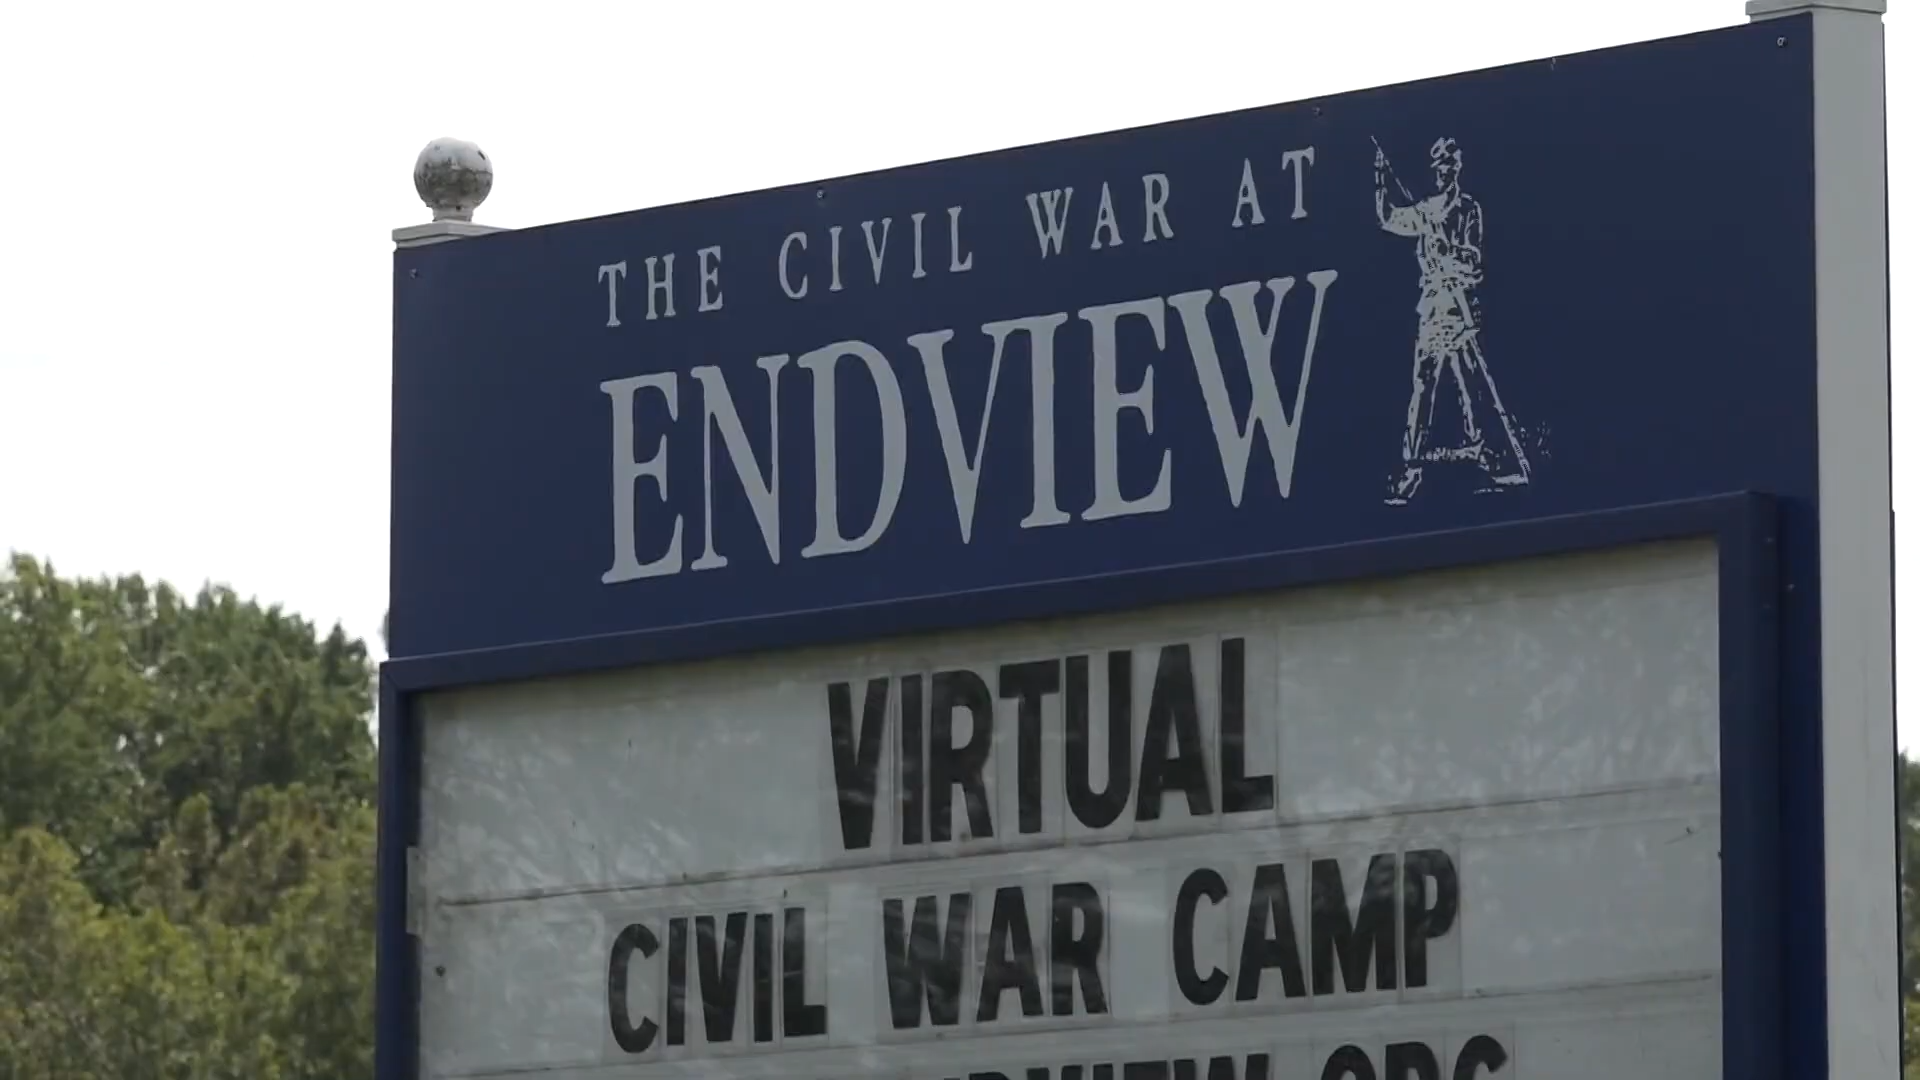 THE CIVIL WAR AT
ENDVIEW
VIRTUAL
CIVIL WAR CAMP